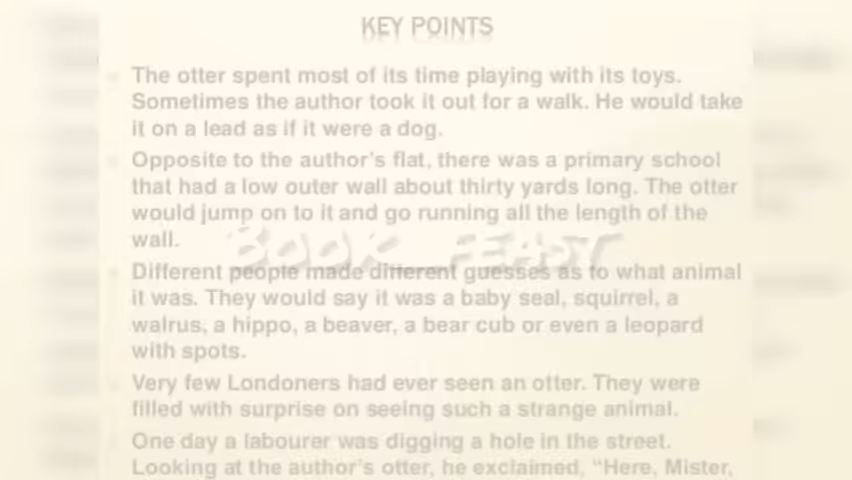 KEY POINTS
The otter spent most of its time playing with its toys.
Sometimes the author took it out for a walk. He would take
it on a lead as if it were a dog.
Opposite to the author's flat, there was a primary school
that had a low outer wall about thirty yards long. The otter
would jump on to it and go running all the length of the
wall.
BOOK_FEAST
Different people made different guesses as to what animal
it was. They would say it was a baby seal, squirrel, a
walrus, a hippo, a beaver, a bear cub or even a leopard
with spots.
Very few Londoners had ever seen an otter. They were
filled with surprise on seeing such a strange animal.
One day a labourer was digging a hole in the street.
Looking at the author's otter, he exclaimed, “Here, Mister,